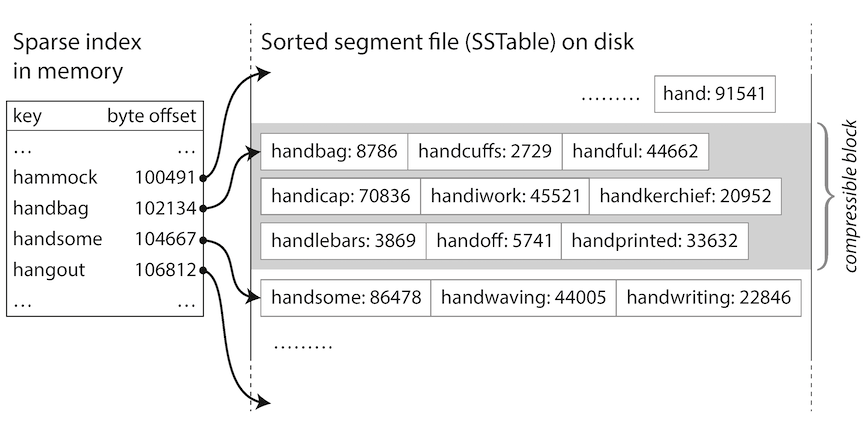 Sparse index
in memory
key byte offset
... ...
hammock 100491
handbag 102134
handsome 104667
hangout 106812
... ...
Sorted segment file (SSTable) on disk
......... hand: 91541
handbag: 8786 handcuffs: 2729 handful: 44662
handicap: 70836 handiwork: 45521 handkerchief: 20952
handlebars: 3869 handoff: 5741 handprinted: 33632
handsome: 86478 handwaving: 44005 handwriting: 22846
.........
compressible block